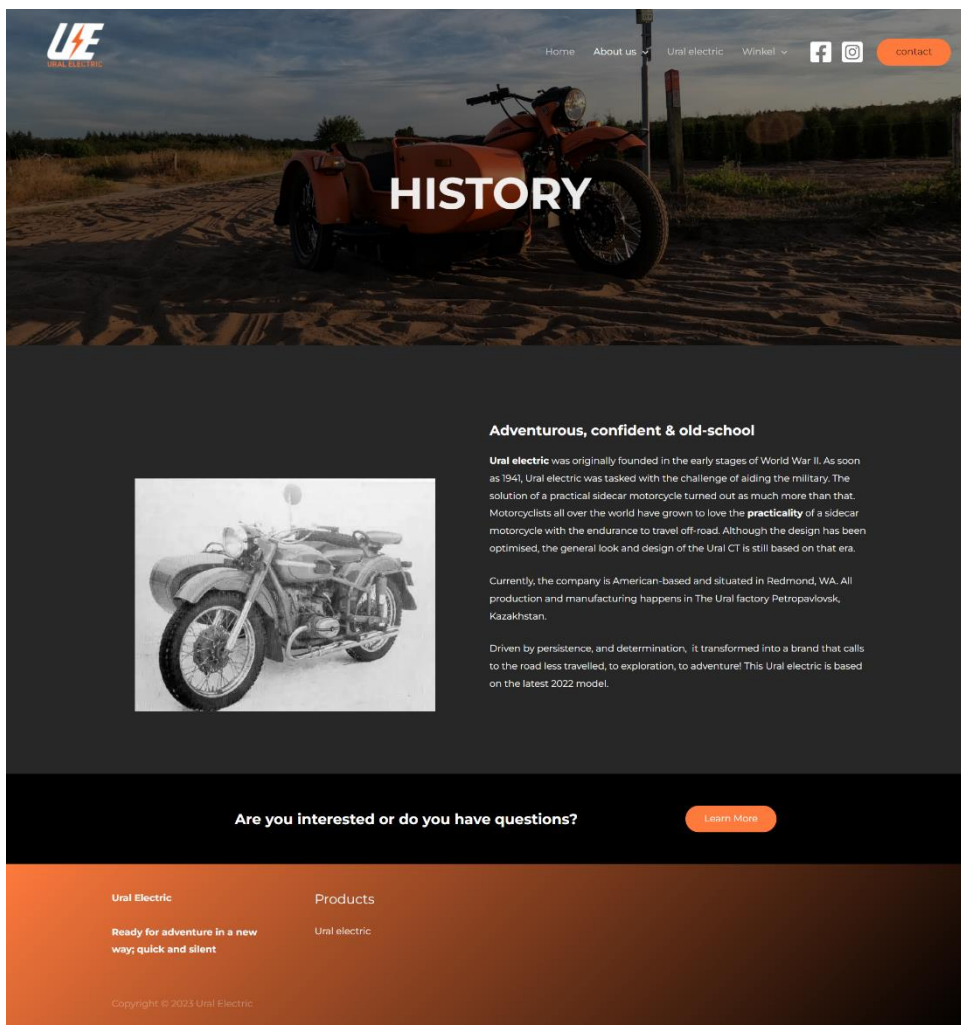 UE
URAL ELECTRIC
Home About us Ural electric Winkel contact
HISTORY
Adventurous, confident & old-school
Ural electric was originally founded in the early stages of World War II. As soon
as 1941, Ural electric was tasked with the challenge of aiding the military. The
solution of a practical sidecar motorcycle turned out as much more than that.
Motorcyclists all over the world have grown to love the practicality of a sidecar
motorcycle with the endurance to travel off-road. Although the design has been
optimised, the general look and design of the Ural CT is still based on that era.
Currently, the company is American-based and situated in Redmond, WA. All
production and manufacturing happens in The Ural factory Petropavlovsk,
Kazakhstan.
Driven by persistence, and determination, it transformed into a brand that calls
to the road less travelled, to exploration, to adventure! This Ural electric is based
on the latest 2022 model.
Are you interested or do you have questions?
Learn More
Ural Electric
Products
Ready for adventure in a new
way; quick and silent
Ural electric
Copyright © 2023 Ural Electric